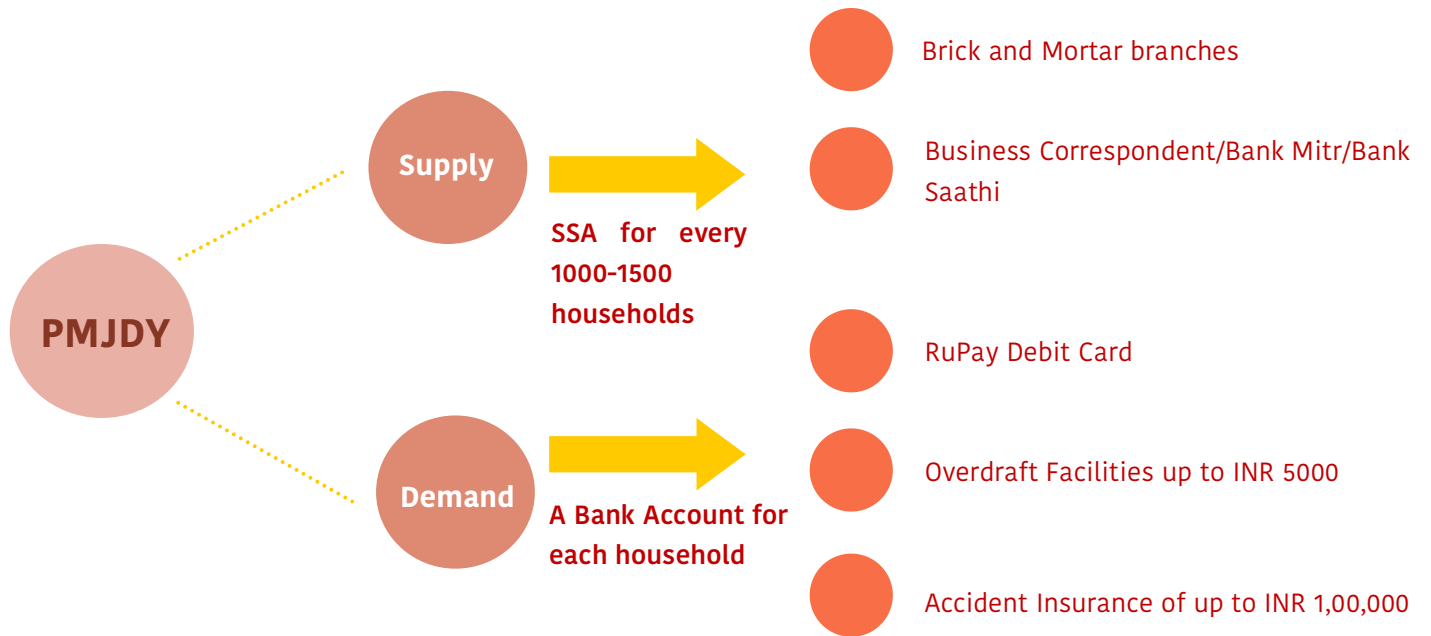 PMJDY
Supply
SSA for every
1000-1500
households
Brick and Mortar branches
Business Correspondent/Bank Mitr/Bank
Saathi
Demand
A Bank Account for
each household
RuPay Debit Card
Overdraft Facilities up to INR 5000
Accident Insurance of up to INR 1,00,000